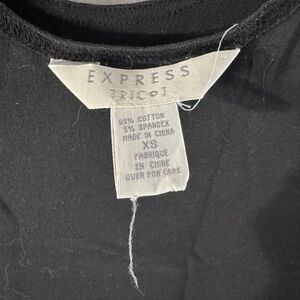 EXPRESS
TRICOT
95% COTTON
5% SPANDEX
MADE IN CHINA
XS
FABRIQUE
EN CHINE
OVER FOR CARE